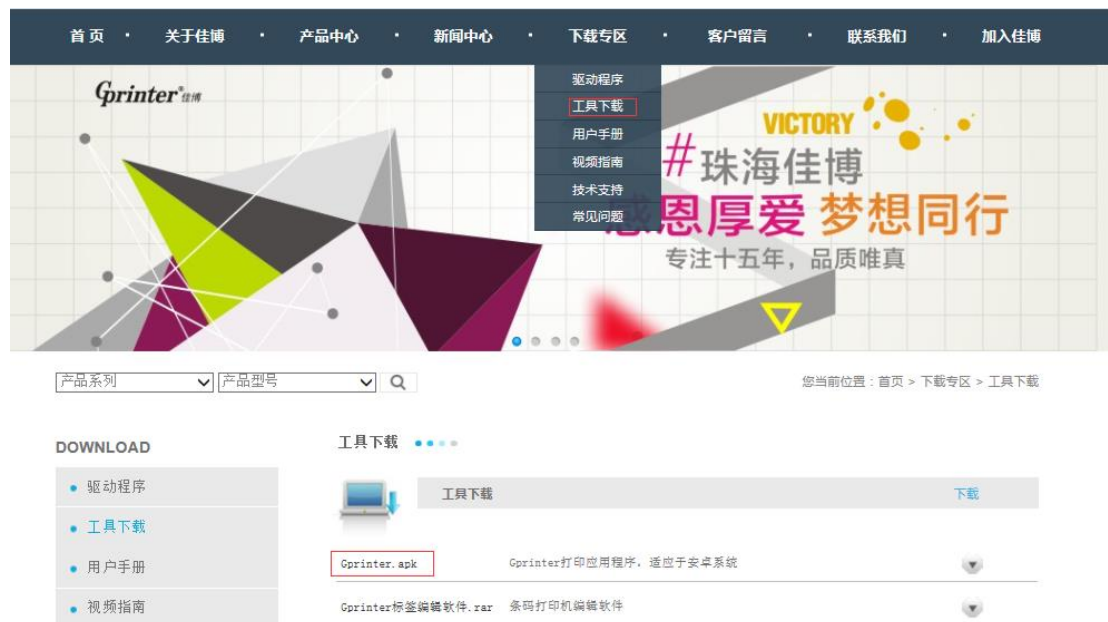 首 页 · 关于佳博 · 产品中心 · 新闻中心 · 下载专区 · 客户留言 · 联系我们 · 加入佳博
Gprinter®佳博
驱动程序
工具下载
用户手册
视频指南
技术支持
常见问题
VICTORY
#珠海佳博
感恩厚爱 梦想同行
专注十五年，品质唯真
产品系列 产品型号
您当前位置：首页 > 下载专区 > 工具下载
DOWNLOAD
驱动程序
工具下载
用户手册
视频指南
工具下载
工具下载 下载
Gprinter.apk Gprinter打印应用程序，适应于安卓系统
Gprinter标签编辑软件.rar 条码打印机编辑软件